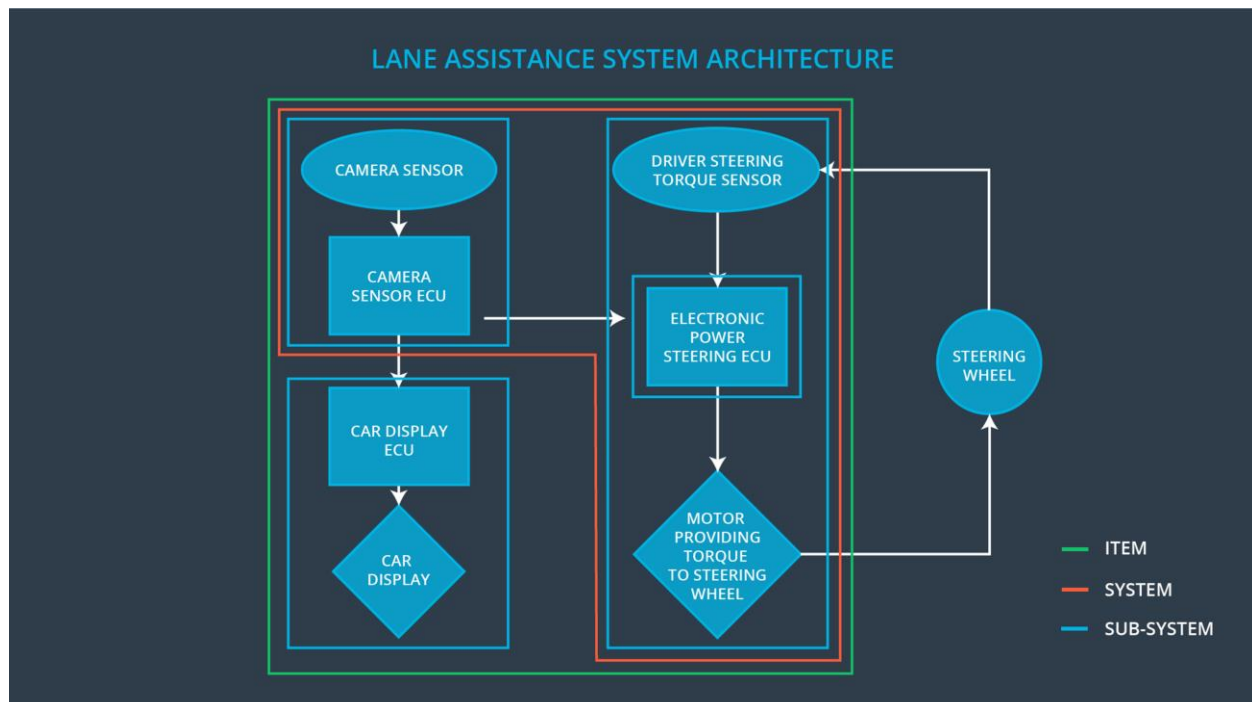 LANE ASSISTANCE SYSTEM ARCHITECTURE
CAMERA SENSOR
CAMERA
SENSOR ECU
CAR DISPLAY
ECU
CAR
DISPLAY
DRIVER STEERING
TORQUE SENSOR
ELECTRONIC
POWER
STEERING ECU
MOTOR
PROVIDING
TORQUE
TO STEERING
WHEEL
STEERING
WHEEL
ITEM
SYSTEM
SUB-SYSTEM